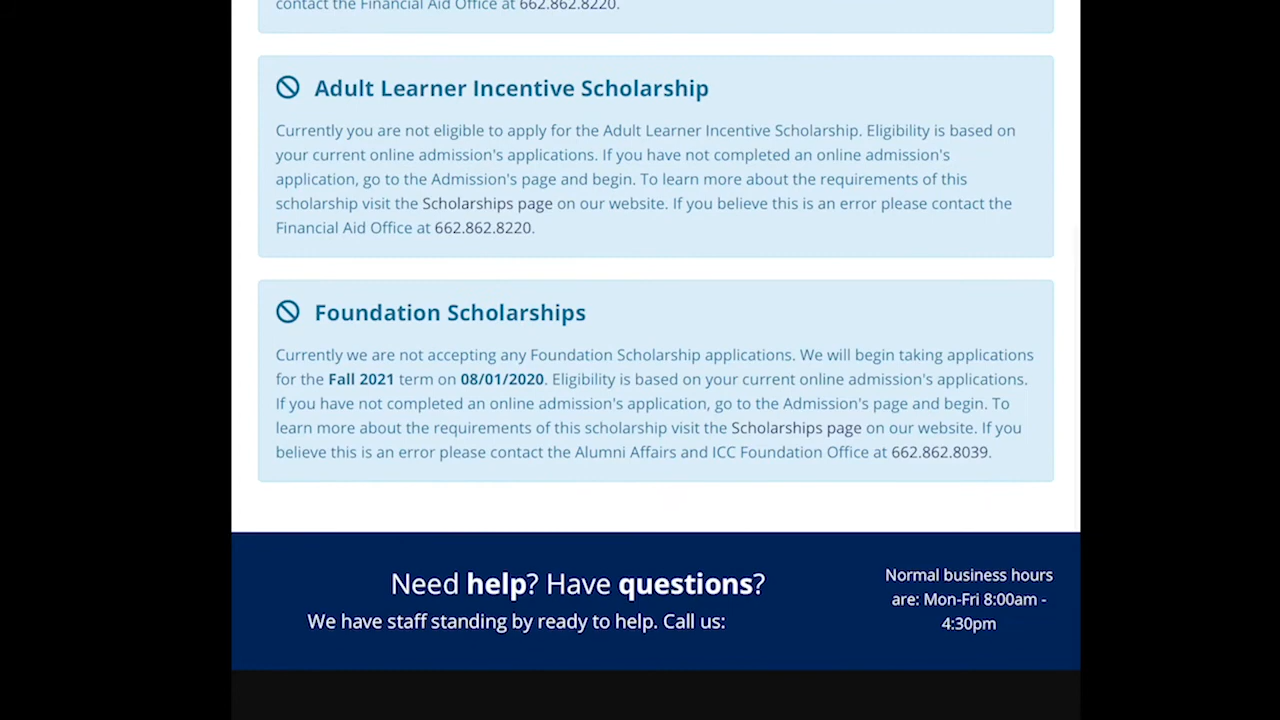 contact the Financial Aid Office at 662.862.8220.
Adult Learner Incentive Scholarship
Currently you are not eligible to apply for the Adult Learner Incentive Scholarship. Eligibility is based on
your current online admission's applications. If you have not completed an online admission's
application, go to the Admission's page and begin. To learn more about the requirements of this
scholarship visit the Scholarships page on our website. If you believe this is an error please contact the
Financial Aid Office at 662.862.8220.
Foundation Scholarships
Currently we are not accepting any Foundation Scholarship applications. We will begin taking applications
for the Fall 2021 term on 08/01/2020. Eligibility is based on your current online admission's applications.
If you have not completed an online admission's application, go to the Admission's page and begin. To
learn more about the requirements of this scholarship visit the Scholarships page on our website. If you
believe this is an error please contact the Alumni Affairs and ICC Foundation Office at 662.862.8039.
Need help? Have questions?
We have staff standing by ready to help. Call us:
Normal business hours
are: Mon-Fri 8:00am -
4:30pm